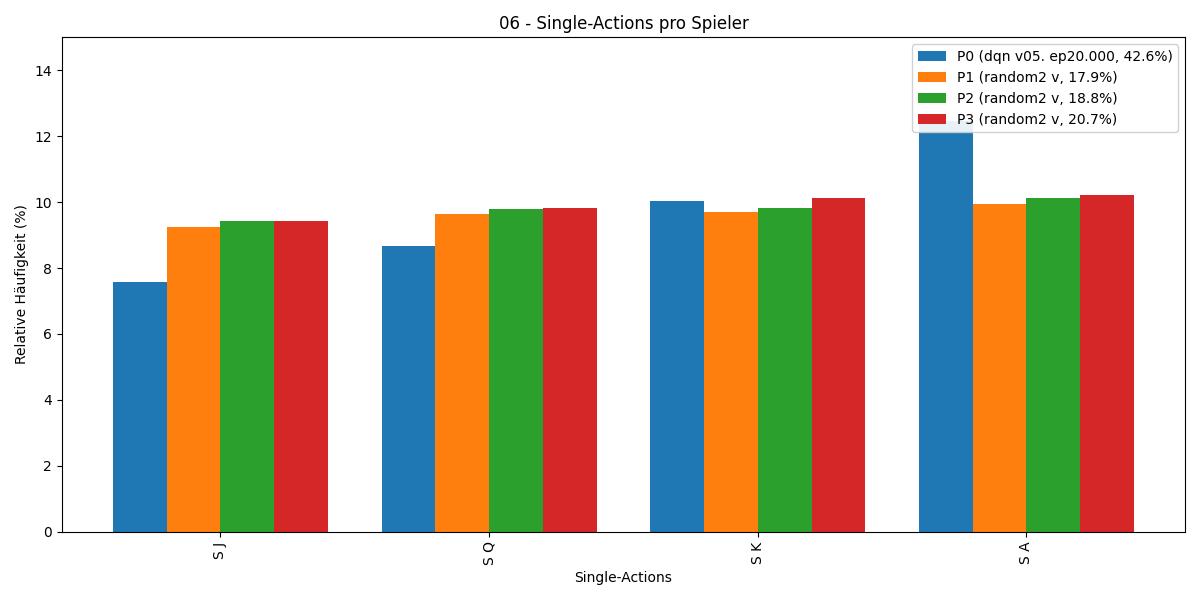 06 - Single-Actions pro Spieler
P0 (dqn v05. ep20.000, 42.6%)
P1 (random2 v, 17.9%)
P2 (random2 v, 18.8%)
P3 (random2 v, 20.7%)
Relative Häufigkeit (%)
14
12
10
8
6
4
2
0
S J
S Q
S K
S A
Single-Actions